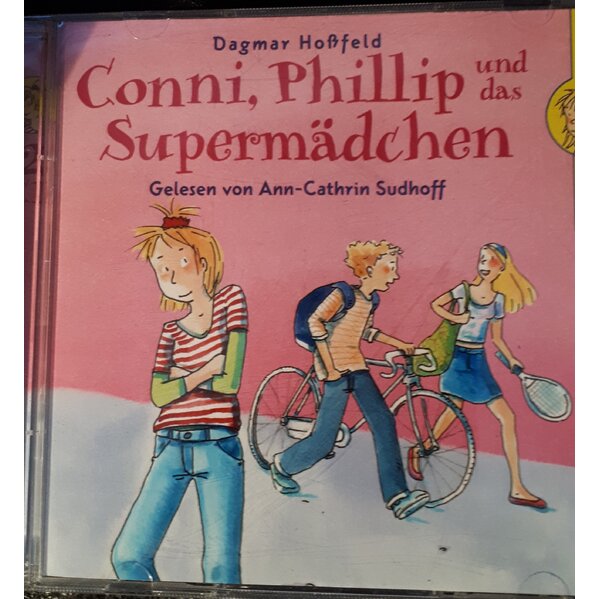 Dagmar Hoßfeld
Conni, Phillip und das
Supermädchen
Gelesen von Ann-Cathrin Sudhoff